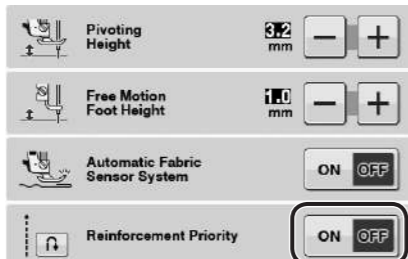 Pivoting
Height
3.2
mm
− +
Free Motion
Foot Height
1.0
mm
− +
Automatic Fabric
Sensor System
ON OFF
Reinforcement Priority
ON OFF